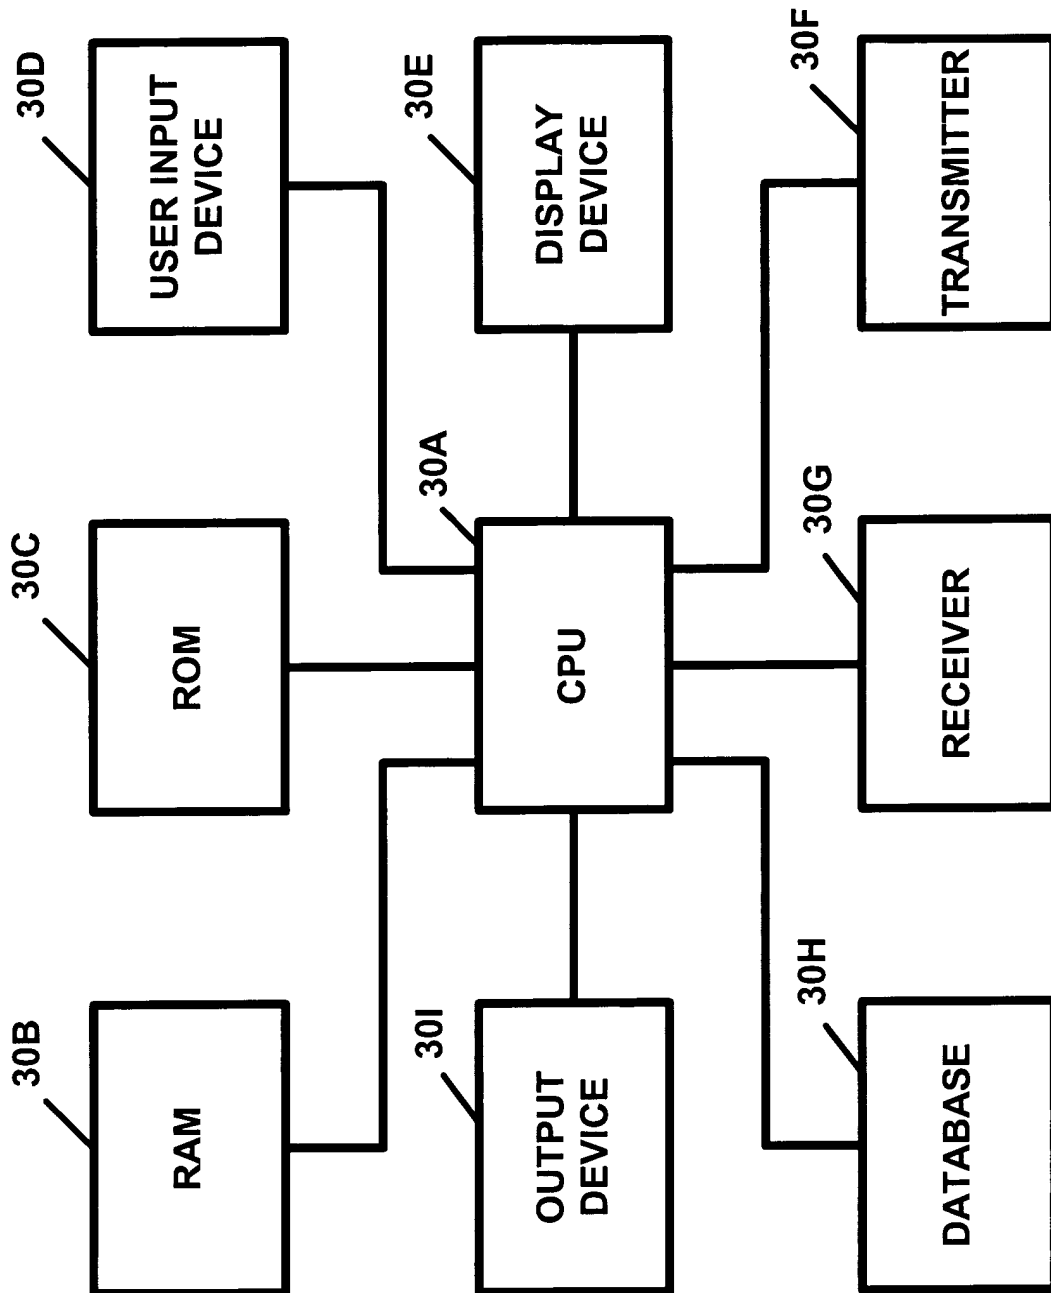 30B
30C
30D
RAM
ROM
USER INPUT
DEVICE
30I
30A
30E
OUTPUT
DEVICE
CPU
DISPLAY
DEVICE
30H
30G
30F
DATABASE
RECEIVER
TRANSMITTER